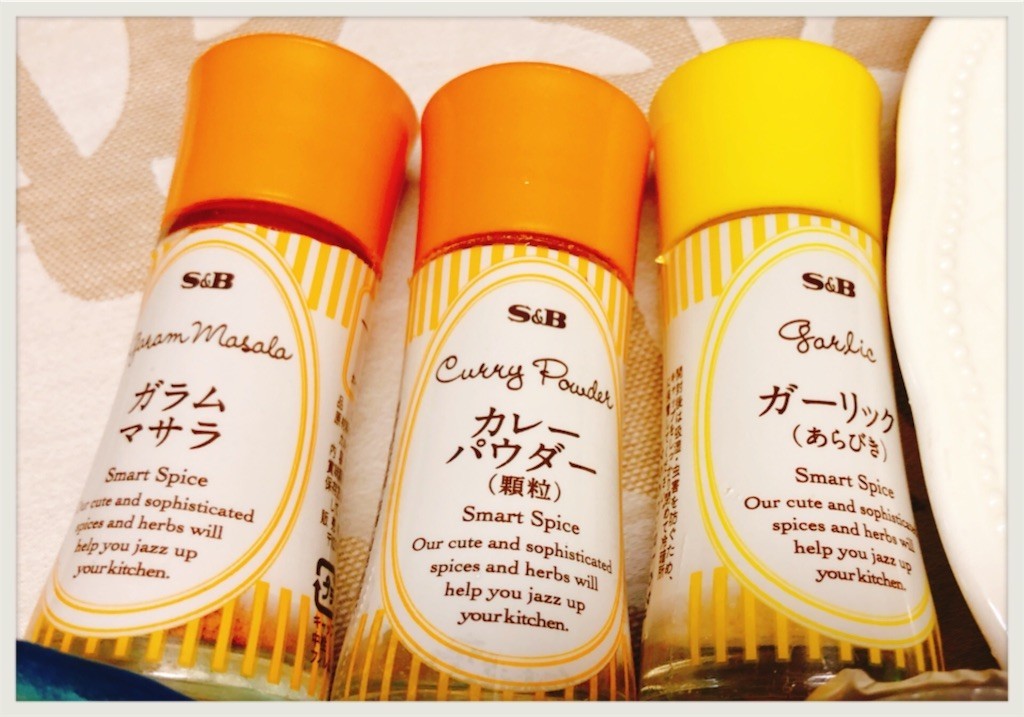 S&B
Garam Masala
ガラム
マサラ
Smart Spice
Our cute and sophisticated
spices and herbs will
help you jazz up
your kitchen.
S&B
Curry Powder
カレー
パウダー
(顆粒)
Smart Spice
Our cute and sophisticated
spices and herbs will
help you jazz up
your kitchen.
S&B
Garlic
ガーリック
(あらびき)
Smart Spice
Our cute and sophisticated
spices and herbs will
help you jazz up
your kitchen.